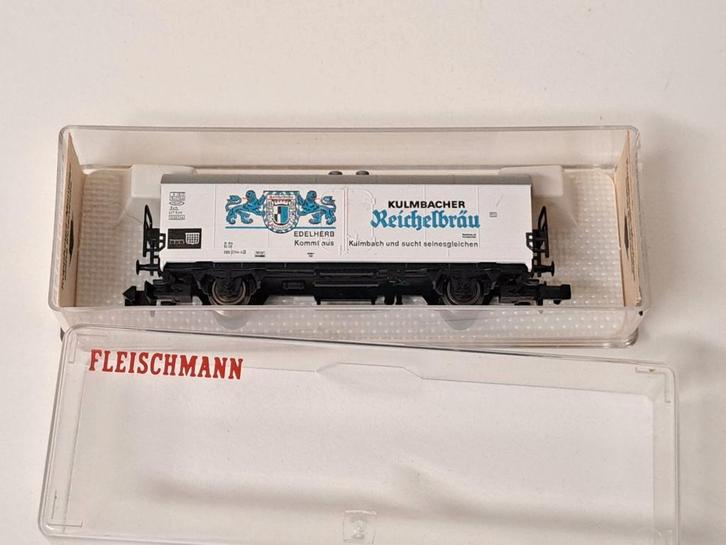 KULMBACHER
Reichelbräu
EDELHERB
Kommt aus Kulmbach und sucht seinesgleichen
FLEISCHMANN